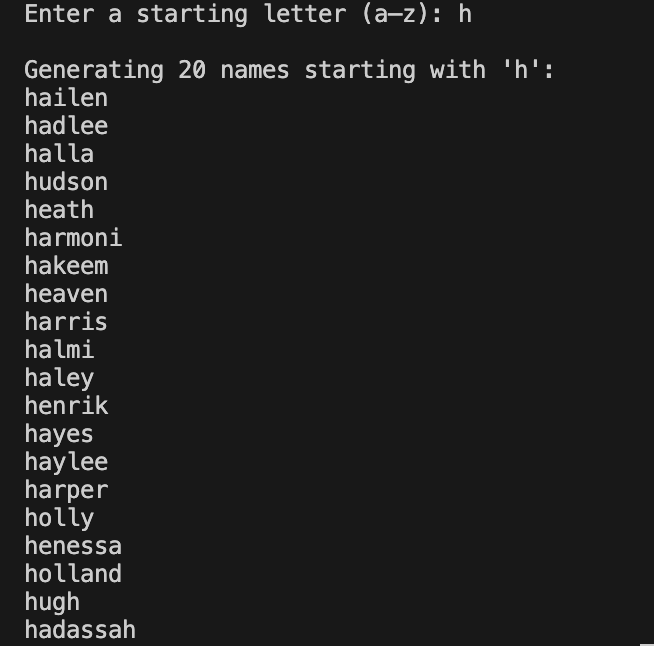 Enter a starting letter (a–z): h
Generating 20 names starting with 'h':
hailen
hadlee
halla
hudson
heath
harmoni
hakeem
heaven
harris
halmi
haley
henrik
hayes
haylee
harper
holly
henessa
holland
hugh
hadassah